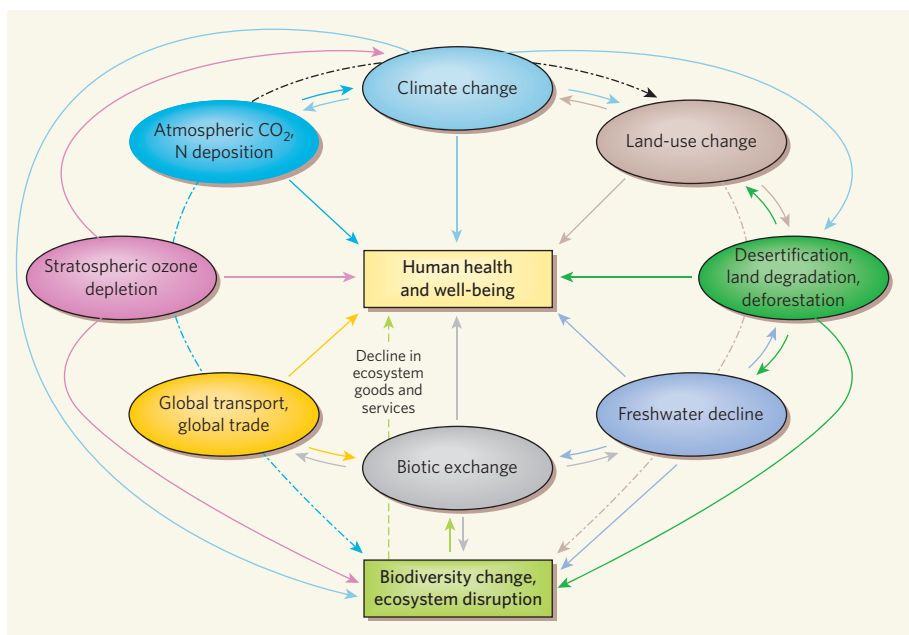 Climate change
Atmospheric CO₂,
N deposition
Land-use change
Stratospheric ozone
depletion
Human health
and well-being
Desertification,
land degradation,
deforestation
Decline in
ecosystem
goods and
services
Global transport,
global trade
Freshwater decline
Biotic exchange
Biodiversity change,
ecosystem disruption